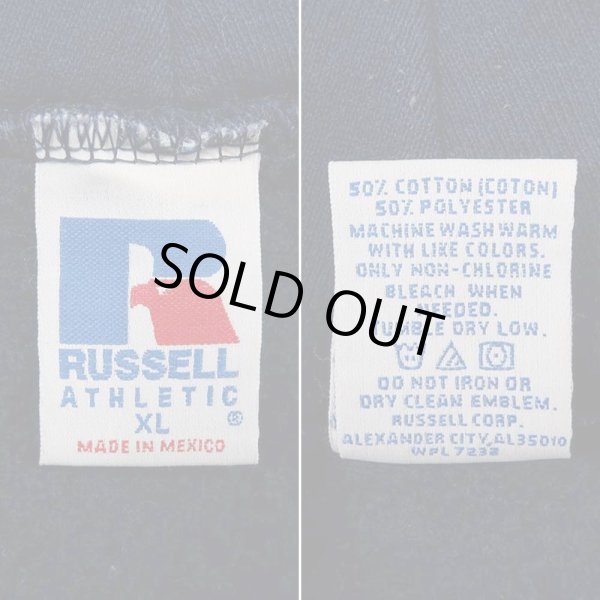 RUSSELL
ATHLETIC
XL ®
MADE IN MEXICO
SOLD OUT
50% COTTON (COTON)
50% POLYESTER
MACHINE WASH WARM
WITH LIKE COLORS.
ONLY NON-CHLORINE
BLEACH WHEN
NEEDED.
TUMBLE DRY LOW.
DO NOT IRON OR
DRY CLEAN EMBLEM.
RUSSELL CORP.
ALEXANDER CITY, AL35010
WPL 7232